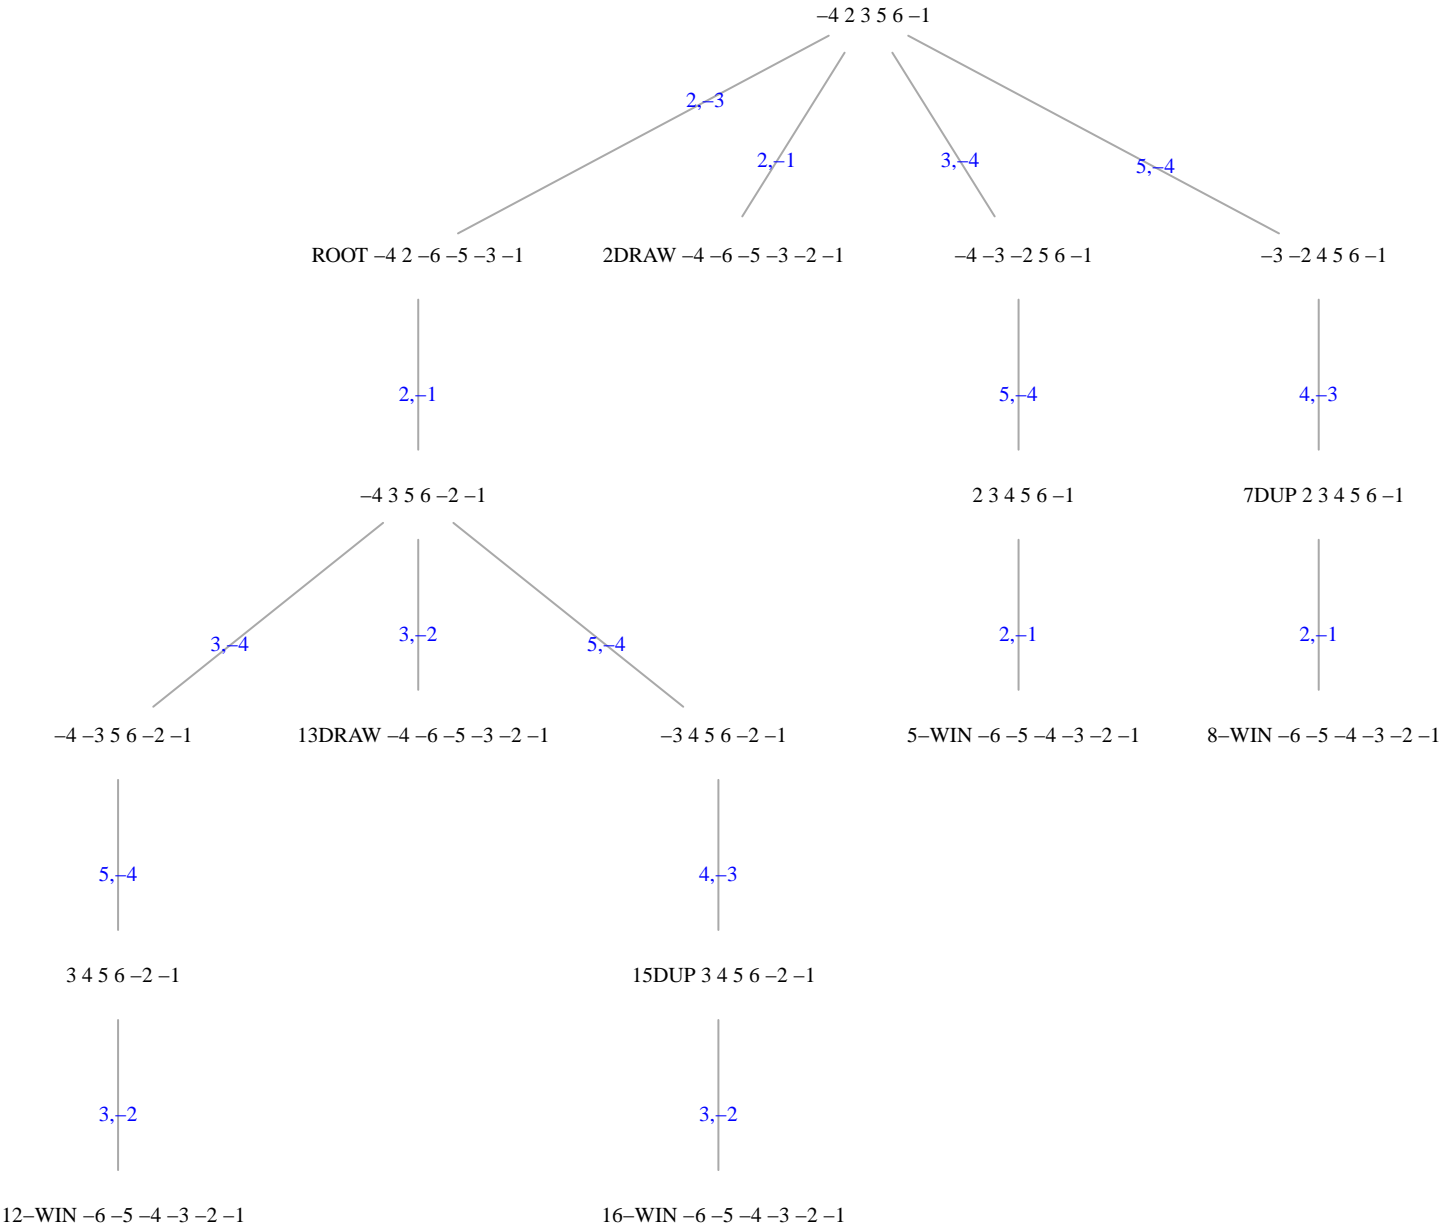 –4 2 3 5 6 –1
2,–3
2,–1
3,–4
5,–4
ROOT –4 2 –6 –5 –3 –1
2DRAW –4 –6 –5 –3 –2 –1
–4 –3 –2 5 6 –1
–3 –2 4 5 6 –1
2,–1
5,–4
4,–3
–4 3 5 6 –2 –1
2 3 4 5 6 –1
7DUP 2 3 4 5 6 –1
3,–4
3,–2
5,–4
2,–1
2,–1
–4 –3 5 6 –2 –1
13DRAW –4 –6 –5 –3 –2 –1
–3 4 5 6 –2 –1
5–WIN –6 –5 –4 –3 –2 –1
8–WIN –6 –5 –4 –3 –2 –1
5,–4
4,–3
3 4 5 6 –2 –1
15DUP 3 4 5 6 –2 –1
3,–2
3,–2
12–WIN –6 –5 –4 –3 –2 –1
16–WIN –6 –5 –4 –3 –2 –1